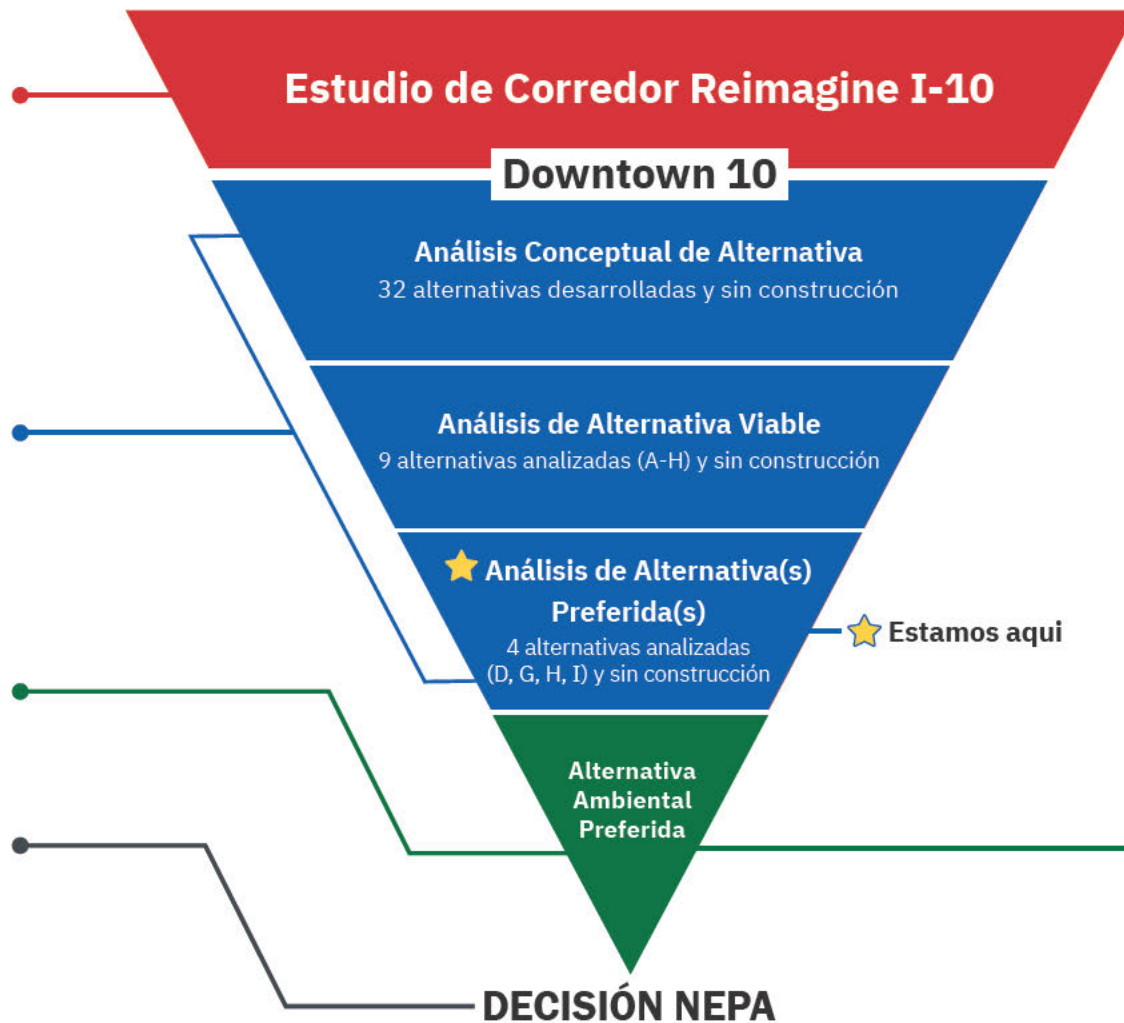 Estudio de Corredor Reimagine I-10
Downtown 10
Análisis Conceptual de Alternativa
32 alternativas desarrolladas y sin construcción
Análisis de Alternativa Viable
9 alternativas analizadas (A-H) y sin construcción
Análisis de Alternativa(s)
Preferida(s)
4 alternativas analizadas
(D, G, H, I) y sin construcción
Estamos aqui
Alternativa
Ambiental
Preferida
DECISIÓN NEPA